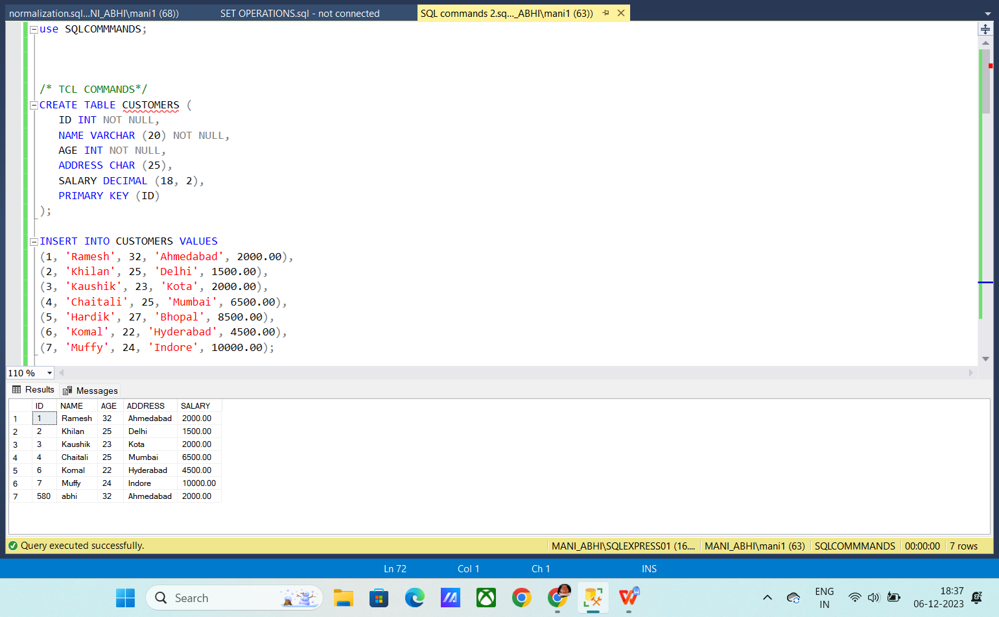 normalization.sql...NI_ABHI\mani1 (68))    SET OPERATIONS.sql - not connected    SQL commands 2.sq..._ABHI\mani1 (63))
use SQLCOMMMANDS;
/* TCL COMMANDS*/
CREATE TABLE CUSTOMERS (
ID INT NOT NULL,
NAME VARCHAR (20) NOT NULL,
AGE INT NOT NULL,
ADDRESS CHAR (25),
SALARY DECIMAL (18, 2),
PRIMARY KEY (ID)
);
INSERT INTO CUSTOMERS VALUES
(1, 'Ramesh', 32, 'Ahmedabad', 2000.00),
(2, 'Khilan', 25, 'Delhi', 1500.00),
(3, 'Kaushik', 23, 'Kota', 2000.00),
(4, 'Chaitali', 25, 'Mumbai', 6500.00),
(5, 'Hardik', 27, 'Bhopal', 8500.00),
(6, 'Komal', 22, 'Hyderabad', 4500.00),
(7, 'Muffy', 24, 'Indore', 10000.00);
110 %
Results    Messages
ID NAME AGE ADDRESS SALARY
1 1 Ramesh 32 Ahmedabad 2000.00
2 2 Khilan 25 Delhi 1500.00
3 3 Kaushik 23 Kota 2000.00
4 4 Chaitali 25 Mumbai 6500.00
5 6 Komal 22 Hyderabad 4500.00
6 7 Muffy 24 Indore 10000.00
7 580 abhi 32 Ahmedabad 2000.00
Query executed successfully.    MANI_ABHI\SQLEXPRESS01 (16....    MANI_ABHI\mani1 (63)    SQLCOMMMANDS    00:00:00    7 rows
Ln 72    Col 1    Ch 1    INS
Search    ENG    18:37
IN    06-12-2023